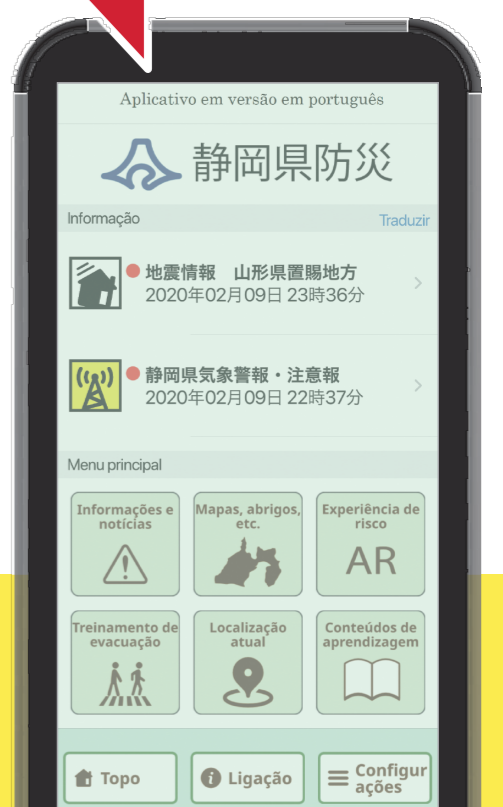 Aplicativo em versão em português
静岡県防災
Informação Traduzir
地震情報 山形県置賜地方
2020年02月09日 23時36分
静岡県気象警報・注意報
2020年02月09日 22時37分
Menu principal
Informações e
notícias
Mapas, abrigos,
etc.
Experiência de
risco
AR
Treinamento de
evacuação
Localização
atual
Conteúdos de
aprendizagem
Topo
Ligação
Configur
ações